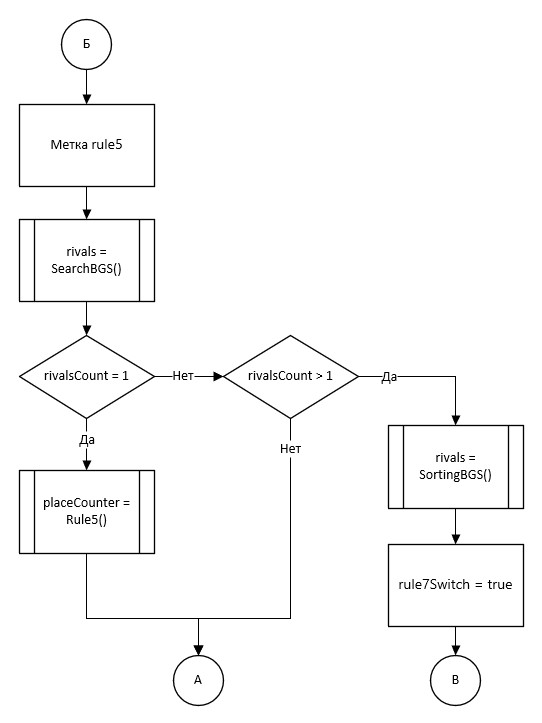 Б
Метка rule5
rivals =
SearchBGS()
rivalsCount = 1
Нет
rivalsCount > 1
Да
Да
Нет
rivals =
SortingBGS()
placeCounter =
Rule5()
rule7Switch = true
А
В